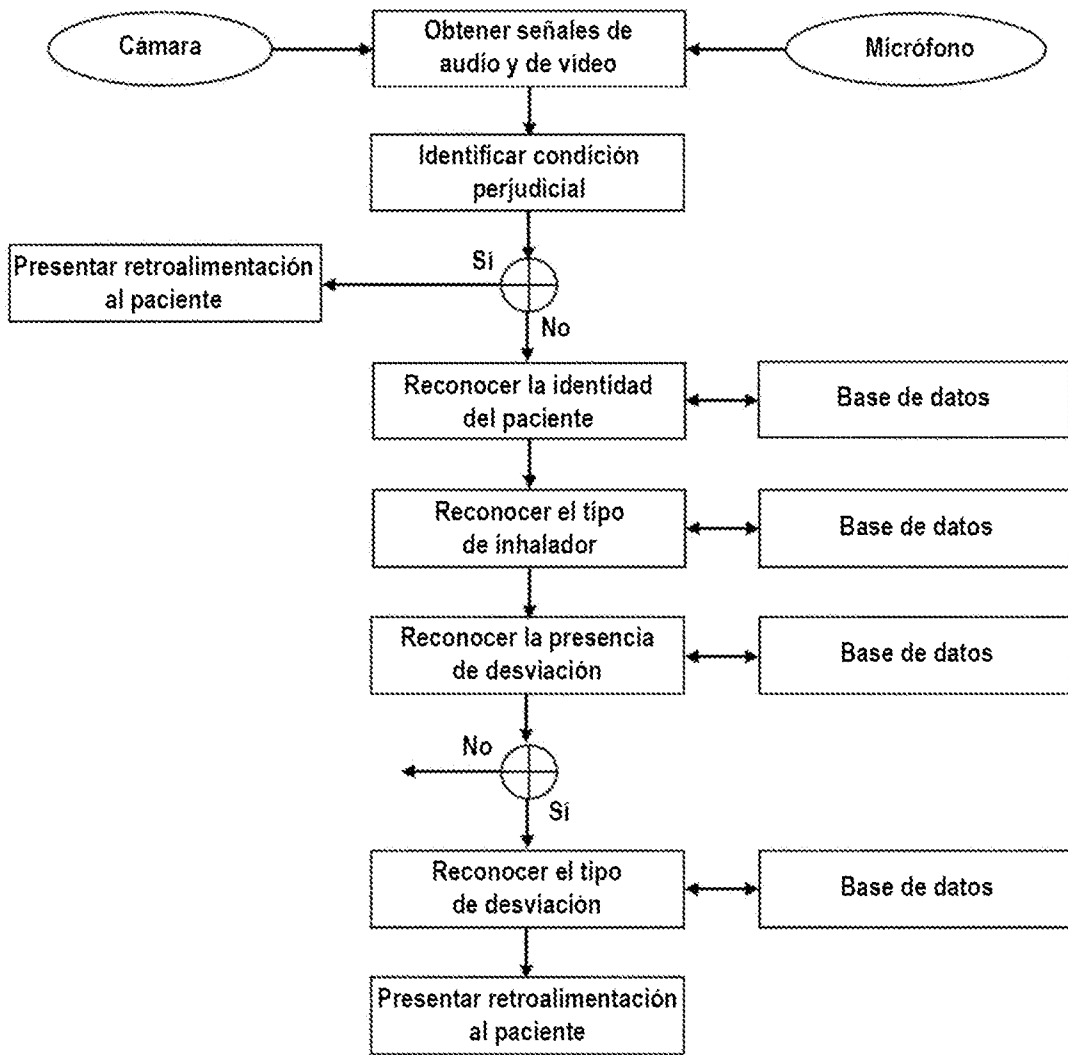 Cámara
Obtener señales de
audio y de vídeo
Micrófono
Identificar condición
perjudicial
Sí
Presentar retroalimentación
al paciente
No
Reconocer la identidad
del paciente
Base de datos
Reconocer el tipo
de inhalador
Base de datos
Reconocer la presencia
de desviación
Base de datos
No
Sí
Reconocer el tipo
de desviación
Base de datos
Presentar retroalimentación
al paciente